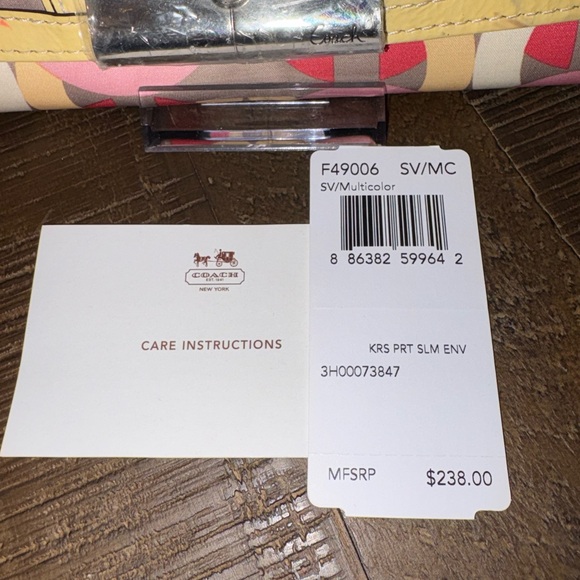 Coach
F49006 SV/MC
SV/Multicolor
8 86382 59964 2
KRS PRT SLM ENV
3H00073847
MFSRP $238.00
COACH
EST. 1941
NEW YORK
CARE INSTRUCTIONS